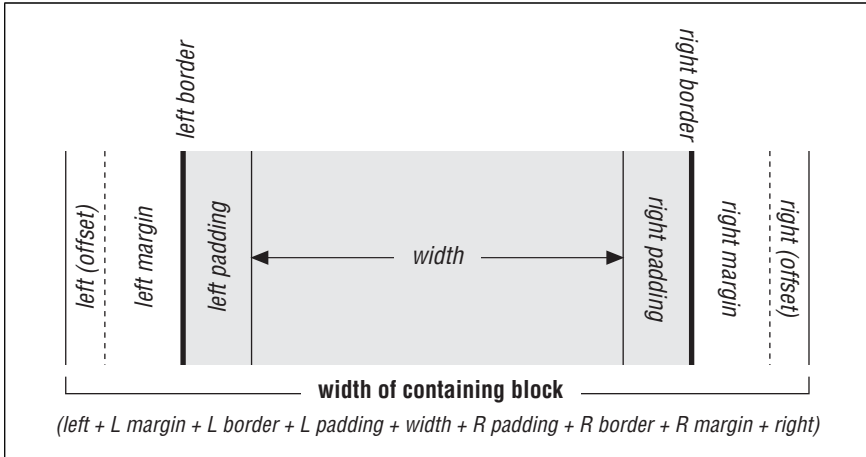 left border
right border
left (offset)
left margin
left padding
width
right padding
right margin
right (offset)
width of containing block
(left + L margin + L border + L padding + width + R padding + R border + R margin + right)